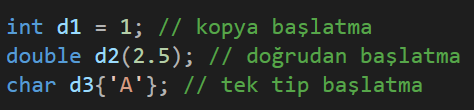 int d1 = 1; // kopya başlatma
double d2(2.5); // doğrudan başlatma
char d3{'A'}; // tek tip başlatma